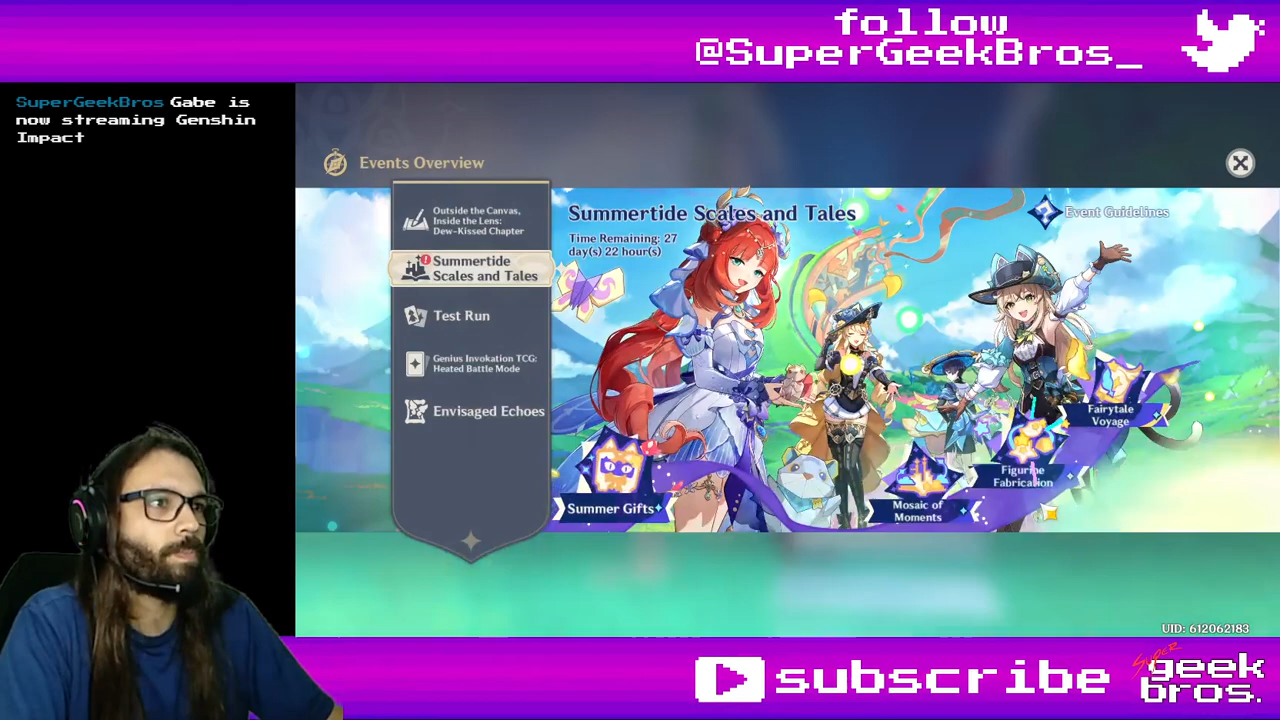 follow
@SuperGeekBros_
SuperGeekBros Gabe is
now streaming Genshin
Impact
Events Overview
Outside the Canvas,
Inside the Lens:
Dew-Kissed Chapter
Summertide
Scales and Tales
Test Run
Genius Invokation TCG:
Heated Battle Mode
Envisaged Echoes
Summertide Scales and Tales
Time Remaining: 27
day(s) 22 hour(s)
Event Guidelines
Fairytale
Voyage
Figurine
Fabrication
Mosaic of
Moments
Summer Gifts
UID: 612062183
subscribe
super
geek
bros.